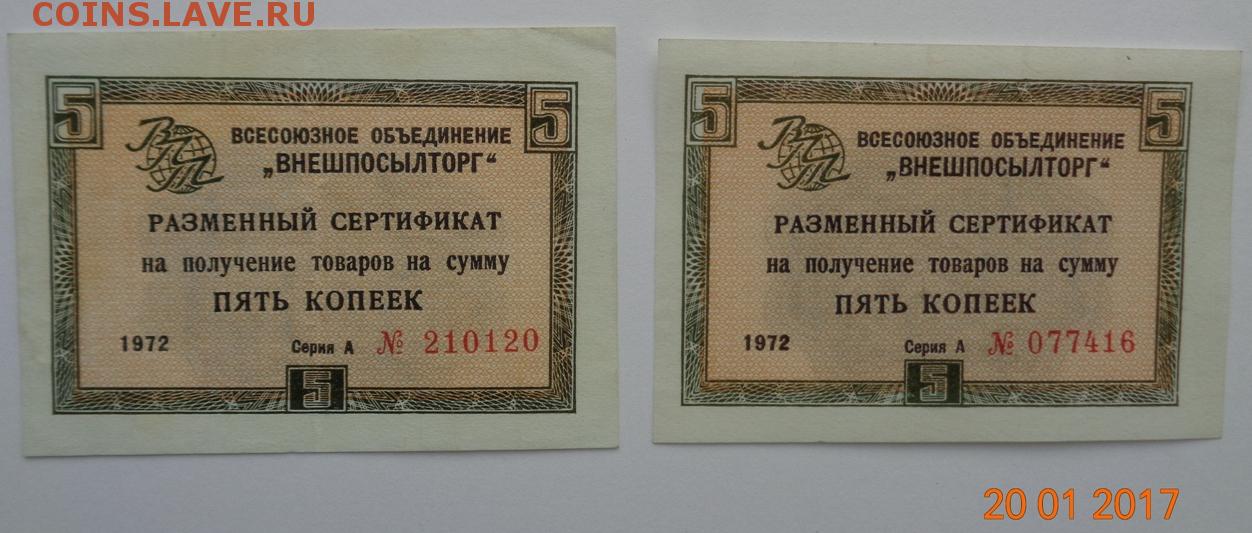 COINS.LAVE.RU
5 5
ВПТ
ВСЕСОЮЗНОЕ ОБЪЕДИНЕНИЕ
„ВНЕШПОСЫЛТОРГ“
РАЗМЕННЫЙ СЕРТИФИКАТ
на получение товаров на сумму
ПЯТЬ КОПЕЕК
1972 Серия А № 210120
5
5 5
ВПТ
ВСЕСОЮЗНОЕ ОБЪЕДИНЕНИЕ
„ВНЕШПОСЫЛТОРГ“
РАЗМЕННЫЙ СЕРТИФИКАТ
на получение товаров на сумму
ПЯТЬ КОПЕЕК
1972 Серия А № 077416
5
20 01 2017